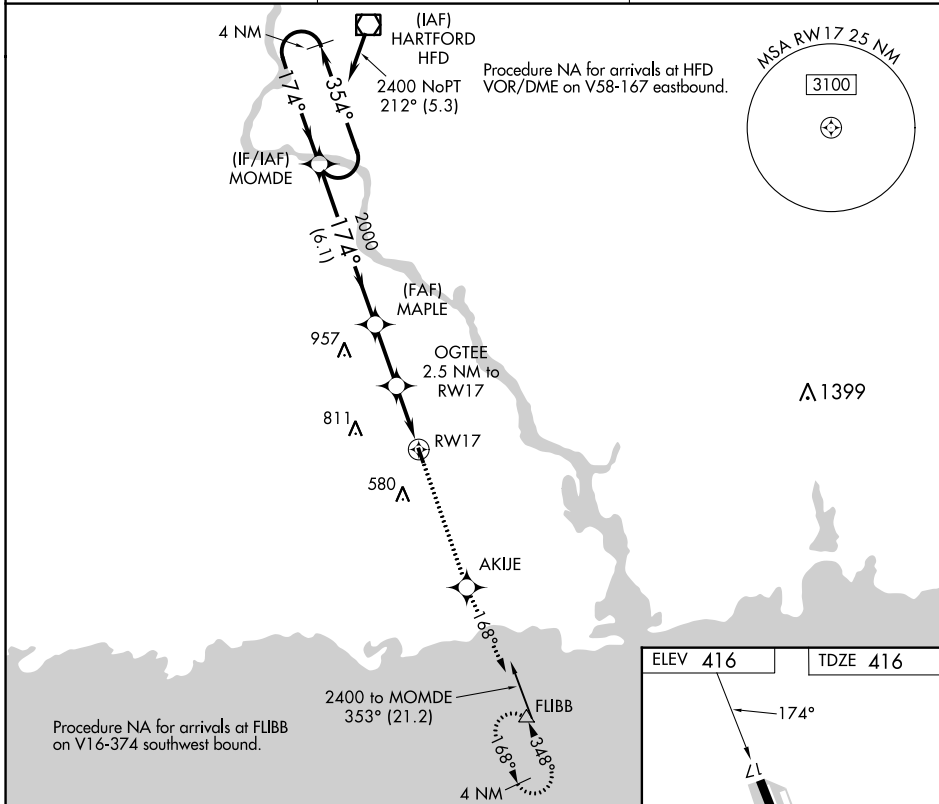 4 NM
(IAF)
HARTFORD
HFD
2400 NoPT
212° (5.3)
Procedure NA for arrivals at HFD
VOR/DME on V58-167 eastbound.
MSA RW17 25 NM
3100
174°
354°
(IF/IAF)
MOMDE
2000
174°
(6.1)
(FAF)
MAPLE
957
OGTEE
2.5 NM to
RW17
1399
811
RW17
580
AKIJE
168°
2400 to MOMDE
353° (21.2)
FLIBB
Procedure NA for arrivals at FLIBB
on V16-374 southwest bound.
168°
348°
4 NM
ELEV 416
TDZE 416
174°
17